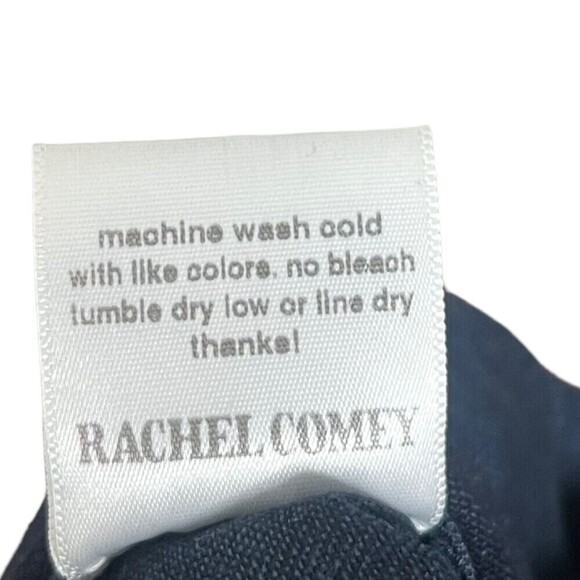 machine wash cold
with like colors. no bleach
tumble dry low or line dry
thanks!
RACHEL COMEY